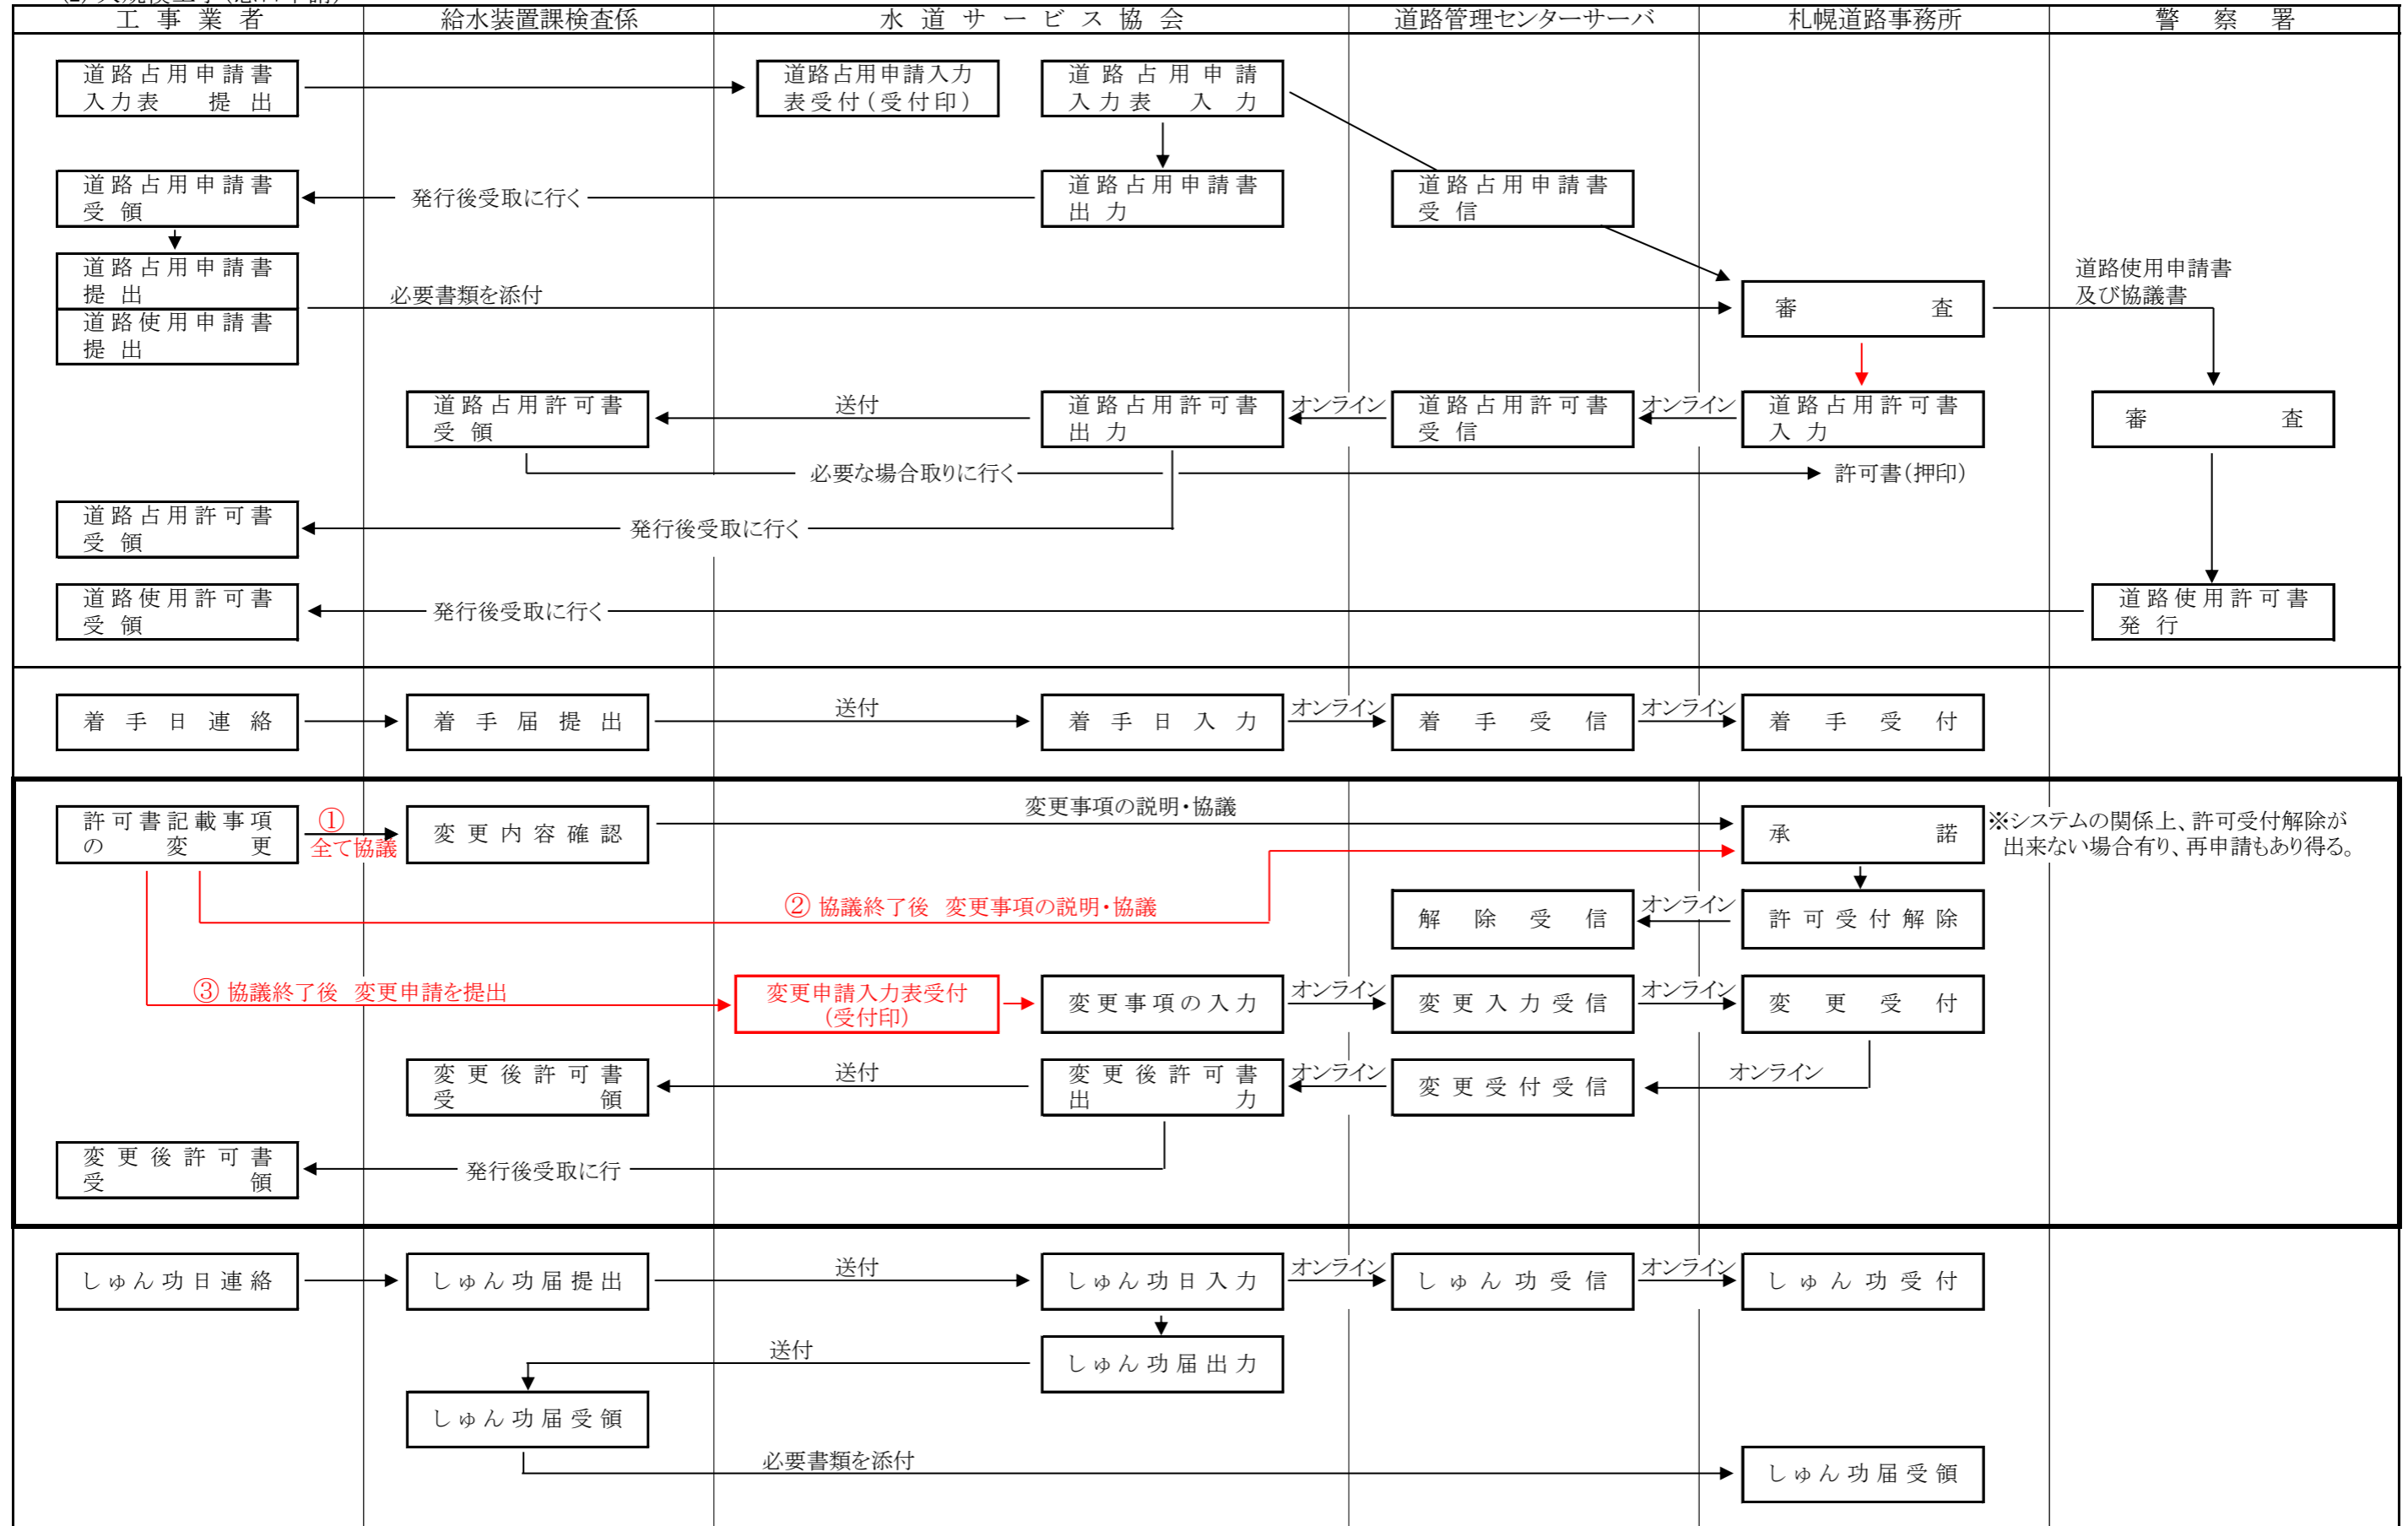 工事業者
給水装置課検査係
水道サービス協会
道路管理センターサーバ
札幌道路事務所
警察署
道路占用申請書
入力表 提出
道路占用申請入力
表受付(受付印)
道路占用申請
入力表 入力
道路占用申請書
受領
発行後受取に行く
道路占用申請書
出力
道路占用申請書
受信
道路占用申請書
提出
道路使用申請書
提出
必要書類を添付
審査
道路使用申請書
及び協議書
道路占用許可書
受領
送付
道路占用許可書
出力
オンライン
道路占用許可書
受信
オンライン
道路占用許可書
入力
審査
必要な場合取りに行く
許可書(押印)
道路占用許可書
受領
発行後受取に行く
道路使用許可書
受領
発行後受取に行く
道路使用許可書
発行
着手日連絡
着手届提出
送付
着手日入力
オンライン
着手受信
オンライン
着手受付
許可書記載事項
の変更
①
全て協議
変更内容確認
変更事項の説明・協議
承諾
※システムの関係上、許可受付解除が
出来ない場合有り、再申請もあり得る。
② 協議終了後 変更事項の説明・協議
解除受信
オンライン
許可受付解除
③ 協議終了後 変更申請を提出
変更申請入力表受付
(受付印)
変更事項の入力
オンライン
変更入力受信
オンライン
変更受付
変更後許可書
受領
送付
変更後許可書
出力
オンライン
変更受付受信
オンライン
変更後許可書
受領
発行後受取に行
しゅん功日連絡
しゅん功届提出
送付
しゅん功日入力
オンライン
しゅん功受信
オンライン
しゅん功受付
送付
しゅん功届出力
しゅん功届受領
必要書類を添付
しゅん功届受領